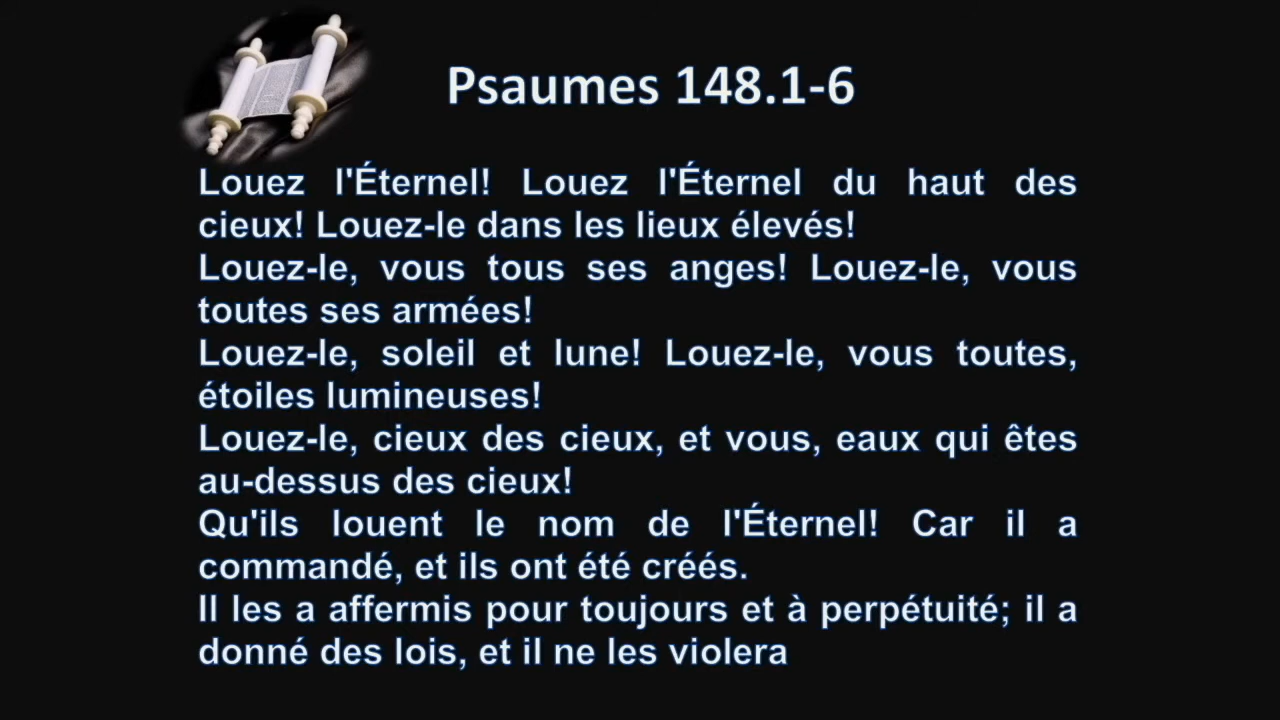 Psaumes 148.1-6
Louez l'Éternel! Louez l'Éternel du haut des
cieux! Louez-le dans les lieux élevés!
Louez-le, vous tous ses anges! Louez-le, vous
toutes ses armées!
Louez-le, soleil et lune! Louez-le, vous toutes,
étoiles lumineuses!
Louez-le, cieux des cieux, et vous, eaux qui êtes
au-dessus des cieux!
Qu'ils louent le nom de l'Éternel! Car il a
commandé, et ils ont été créés.
Il les a affermis pour toujours et à perpétuité; il a
donné des lois, et il ne les violera